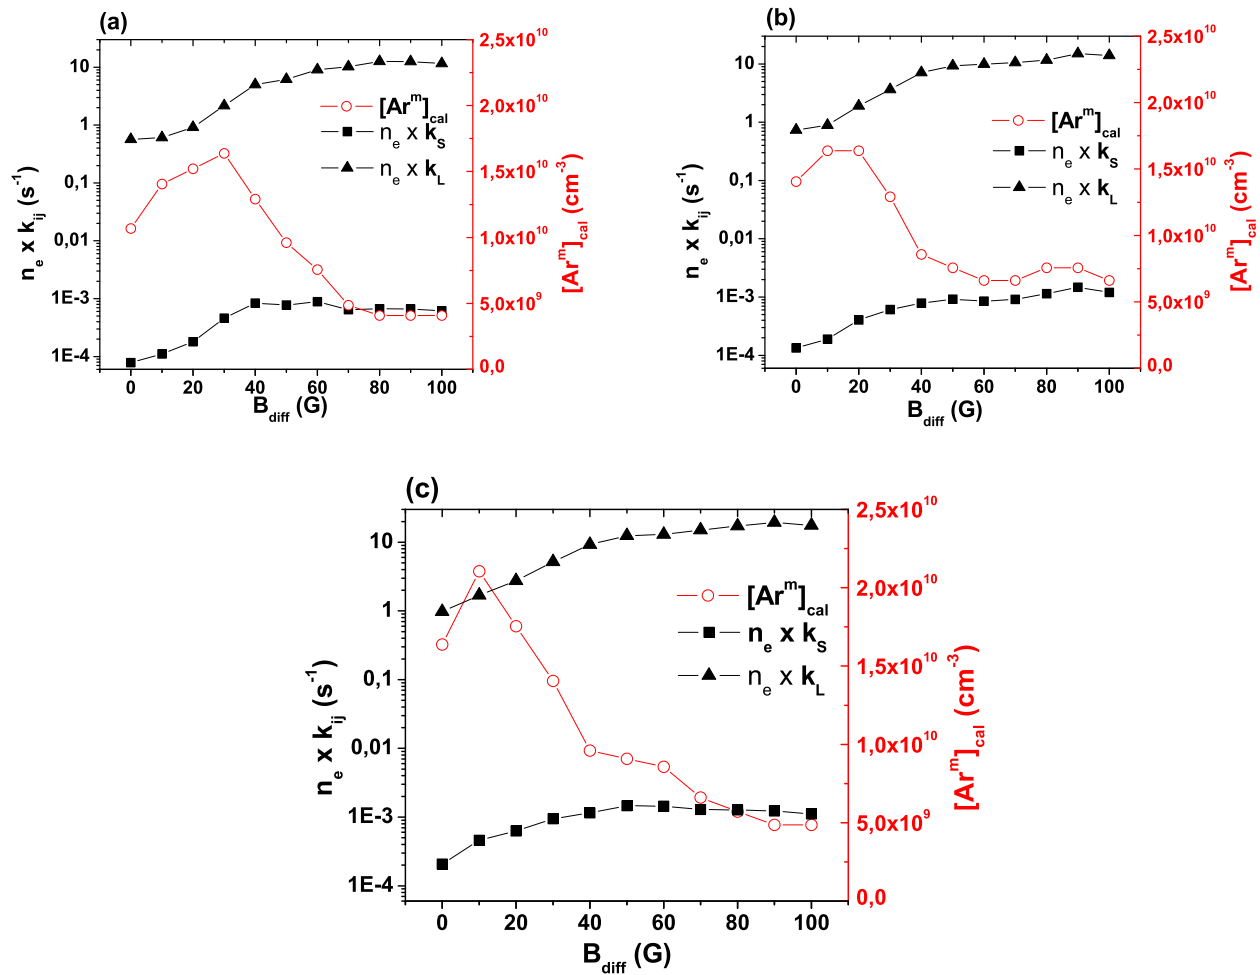 (a)
2,5x10^10
2,0x10^10
1,5x10^10
1,0x10^10
5,0x10^9
0,0
[Ar^m]_cal (cm^-3)
10
1
0,1
0,01
1E-3
1E-4
n_e x k_ij (s^-1)
[Ar^m]_cal
n_e x k_S
n_e x k_L
0 20 40 60 80 100
B_diff (G)
(b)
2,5x10^10
2,0x10^10
1,5x10^10
1,0x10^10
5,0x10^9
0,0
[Ar^m]_cal (cm^-3)
10
1
0,1
0,01
1E-3
1E-4
n_e x k_ij (s^-1)
[Ar^m]_cal
n_e x k_S
n_e x k_L
0 20 40 60 80 100
B_diff (G)
(c)
2,5x10^10
2,0x10^10
1,5x10^10
1,0x10^10
5,0x10^9
0,0
[Ar^m]_cal (cm^-3)
10
1
0,1
0,01
1E-3
1E-4
n_e x k_ij (s^-1)
[Ar^m]_cal
n_e x k_S
n_e x k_L
0 20 40 60 80 100
B_diff (G)